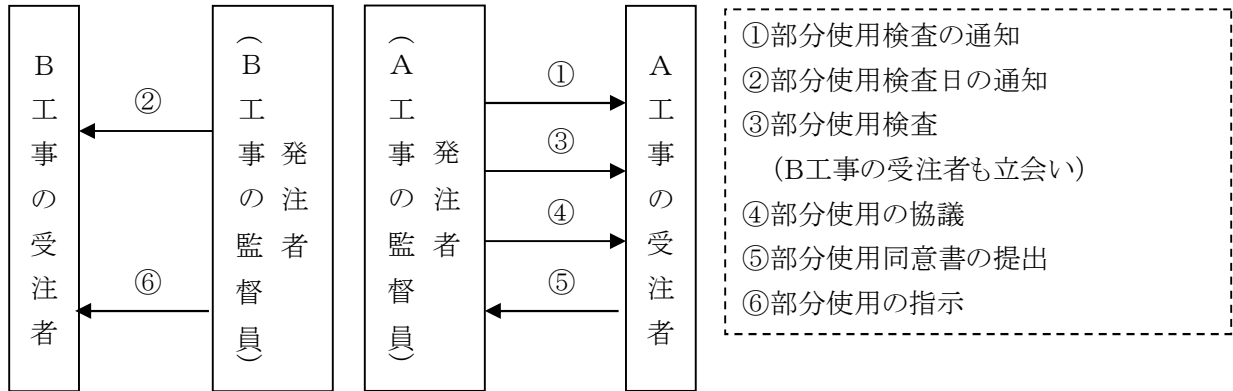 B工事の受注者
②
⑥
発注者
(B工事の監督員)
発注者
(A工事の監督員)
①
③
④
⑤
A工事の受注者
①部分使用検査の通知
②部分使用検査日の通知
③部分使用検査
(B工事の受注者も立会い)
④部分使用の協議
⑤部分使用同意書の提出
⑥部分使用の指示